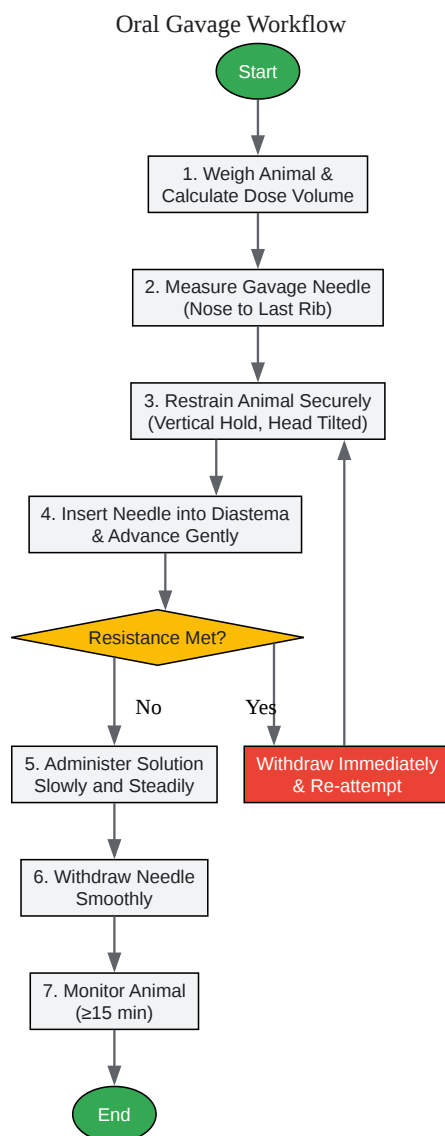 Oral Gavage Workflow
Start
1. Weigh Animal &
Calculate Dose Volume
2. Measure Gavage Needle
(Nose to Last Rib)
3. Restrain Animal Securely
(Vertical Hold, Head Tilted)
4. Insert Needle into Diastema
& Advance Gently
Resistance Met?
No
Yes
5. Administer Solution
Slowly and Steadily
Withdraw Immediately
& Re-attempt
6. Withdraw Needle
Smoothly
7. Monitor Animal
(≥15 min)
End